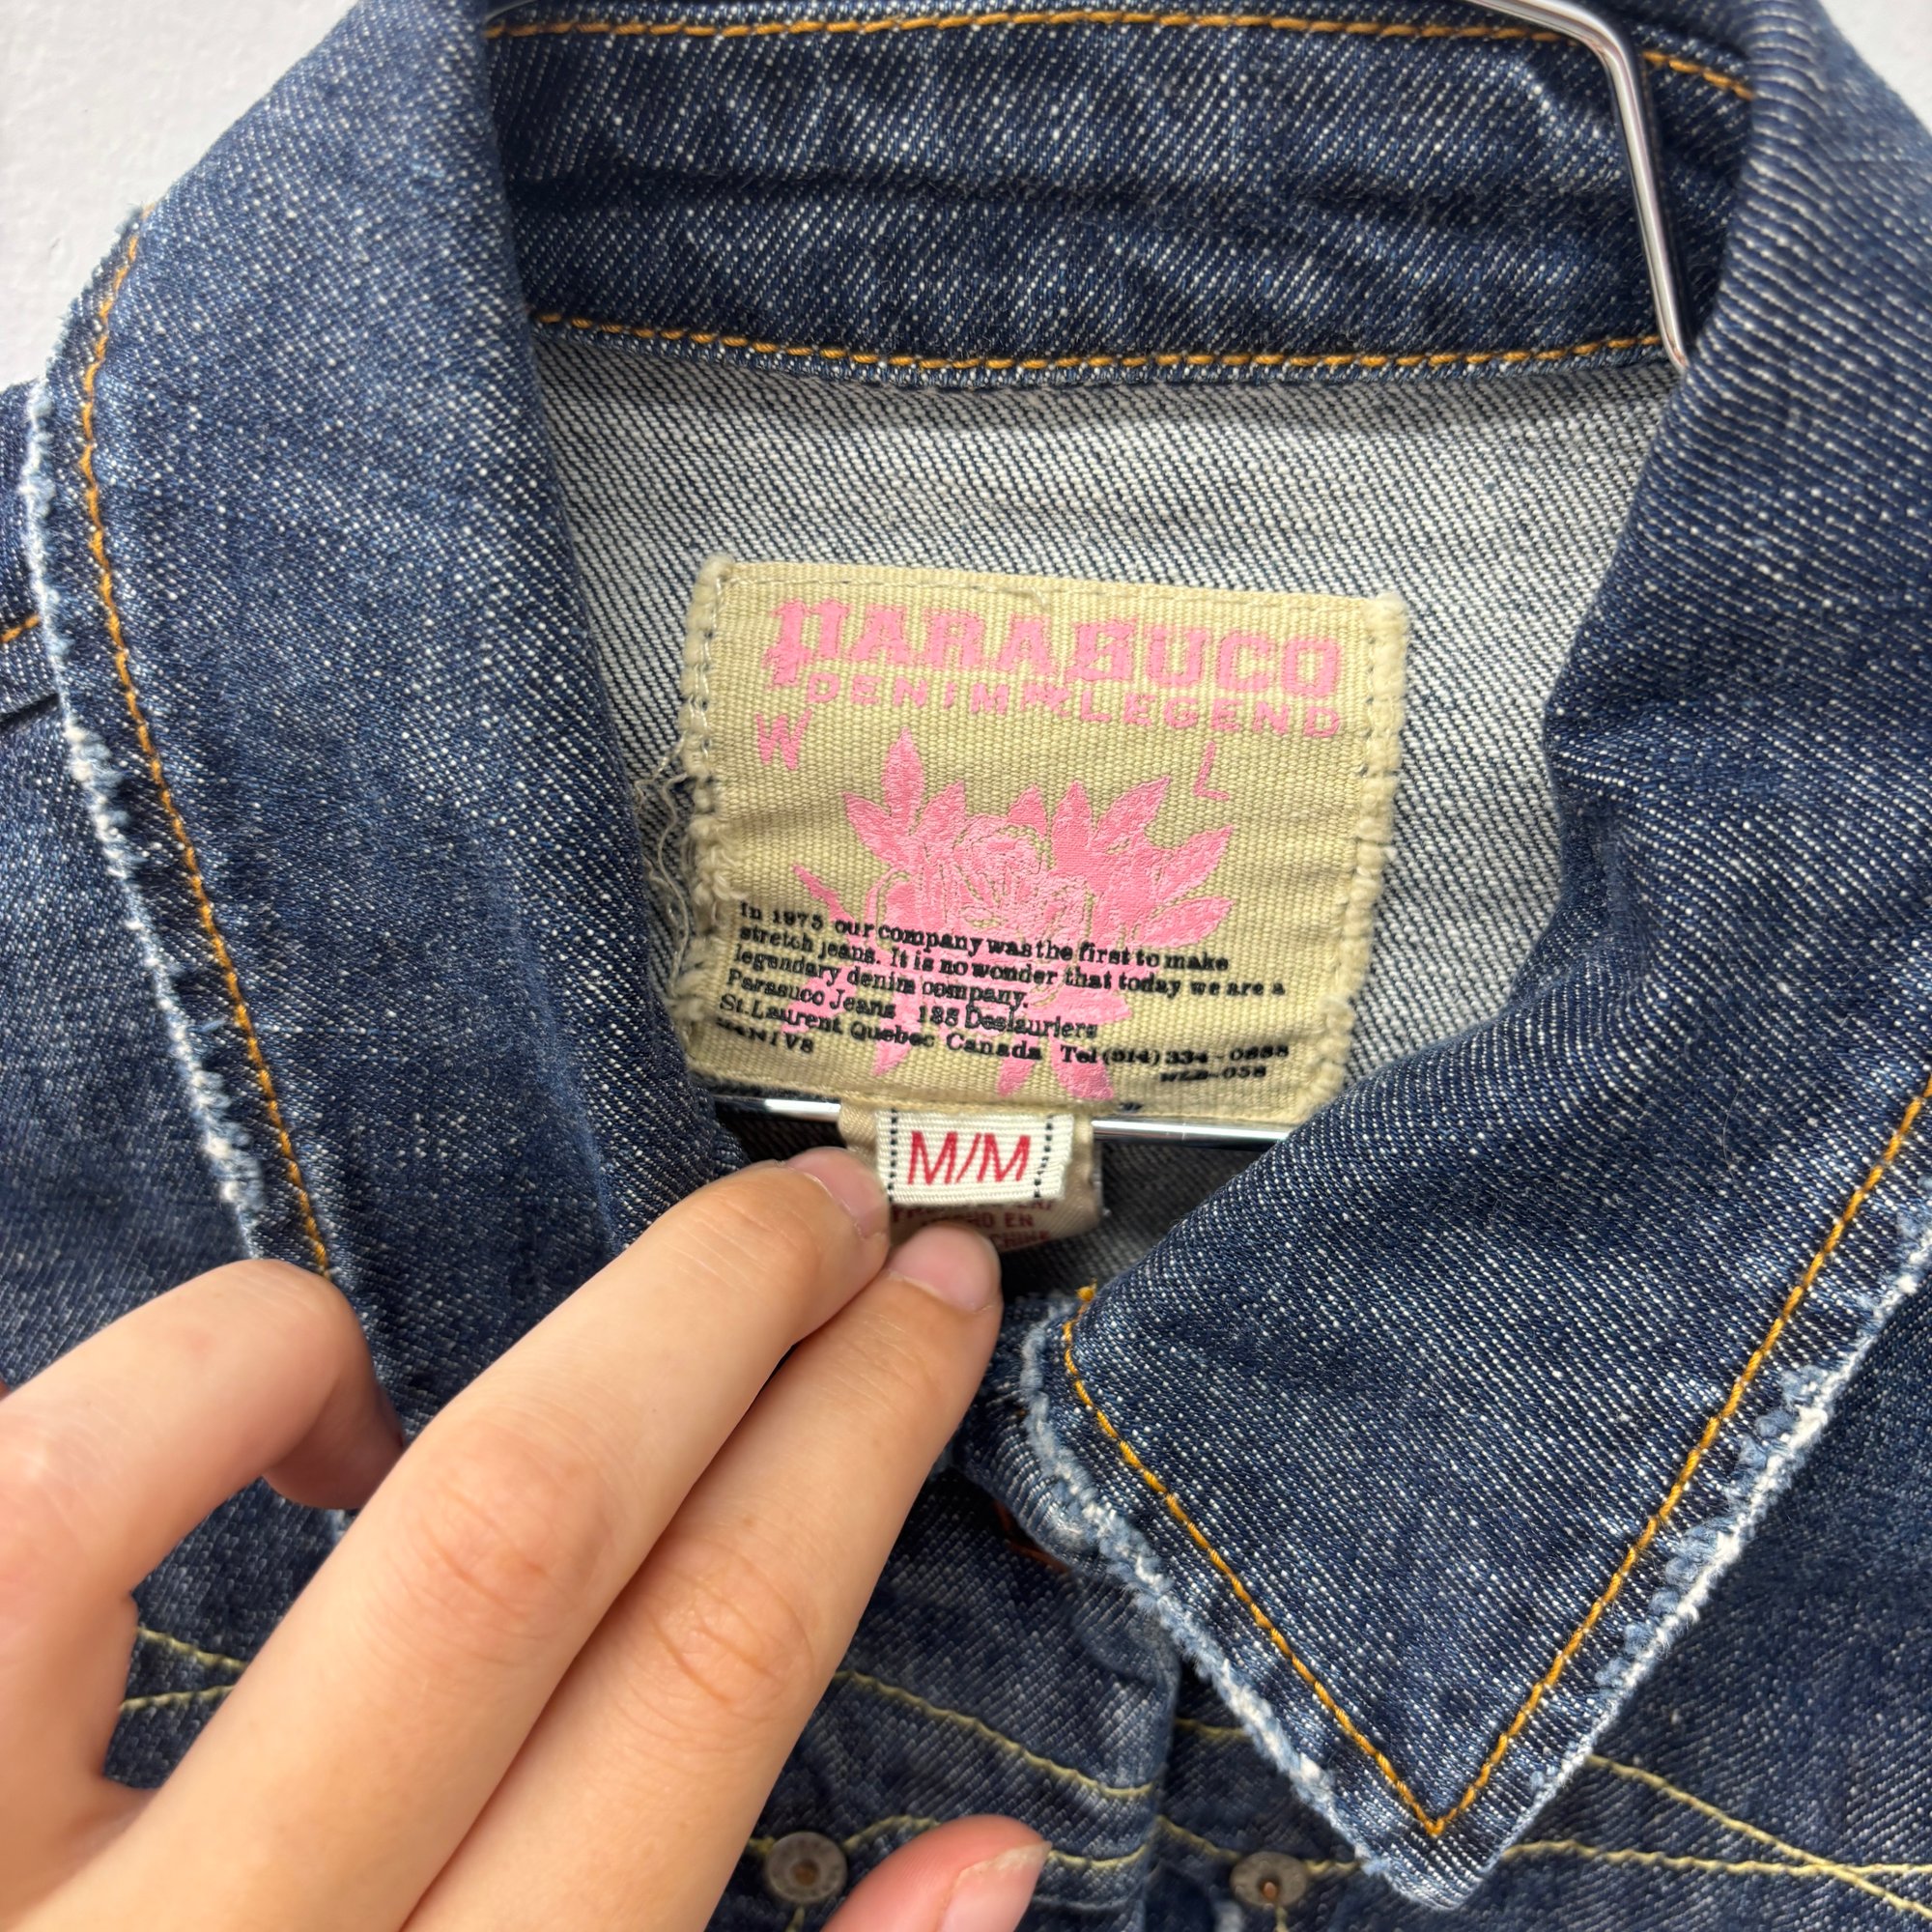 PARASUCO
DENIM LEGEND
W L
In 1975 our company was the first to make
stretch jeans. It is no wonder that today we are a
legendary denim company.
Parasuco Jeans 185 Deslauriers
St.Laurent Quebec Canada Tel(514) 334-0888
M/M
EN